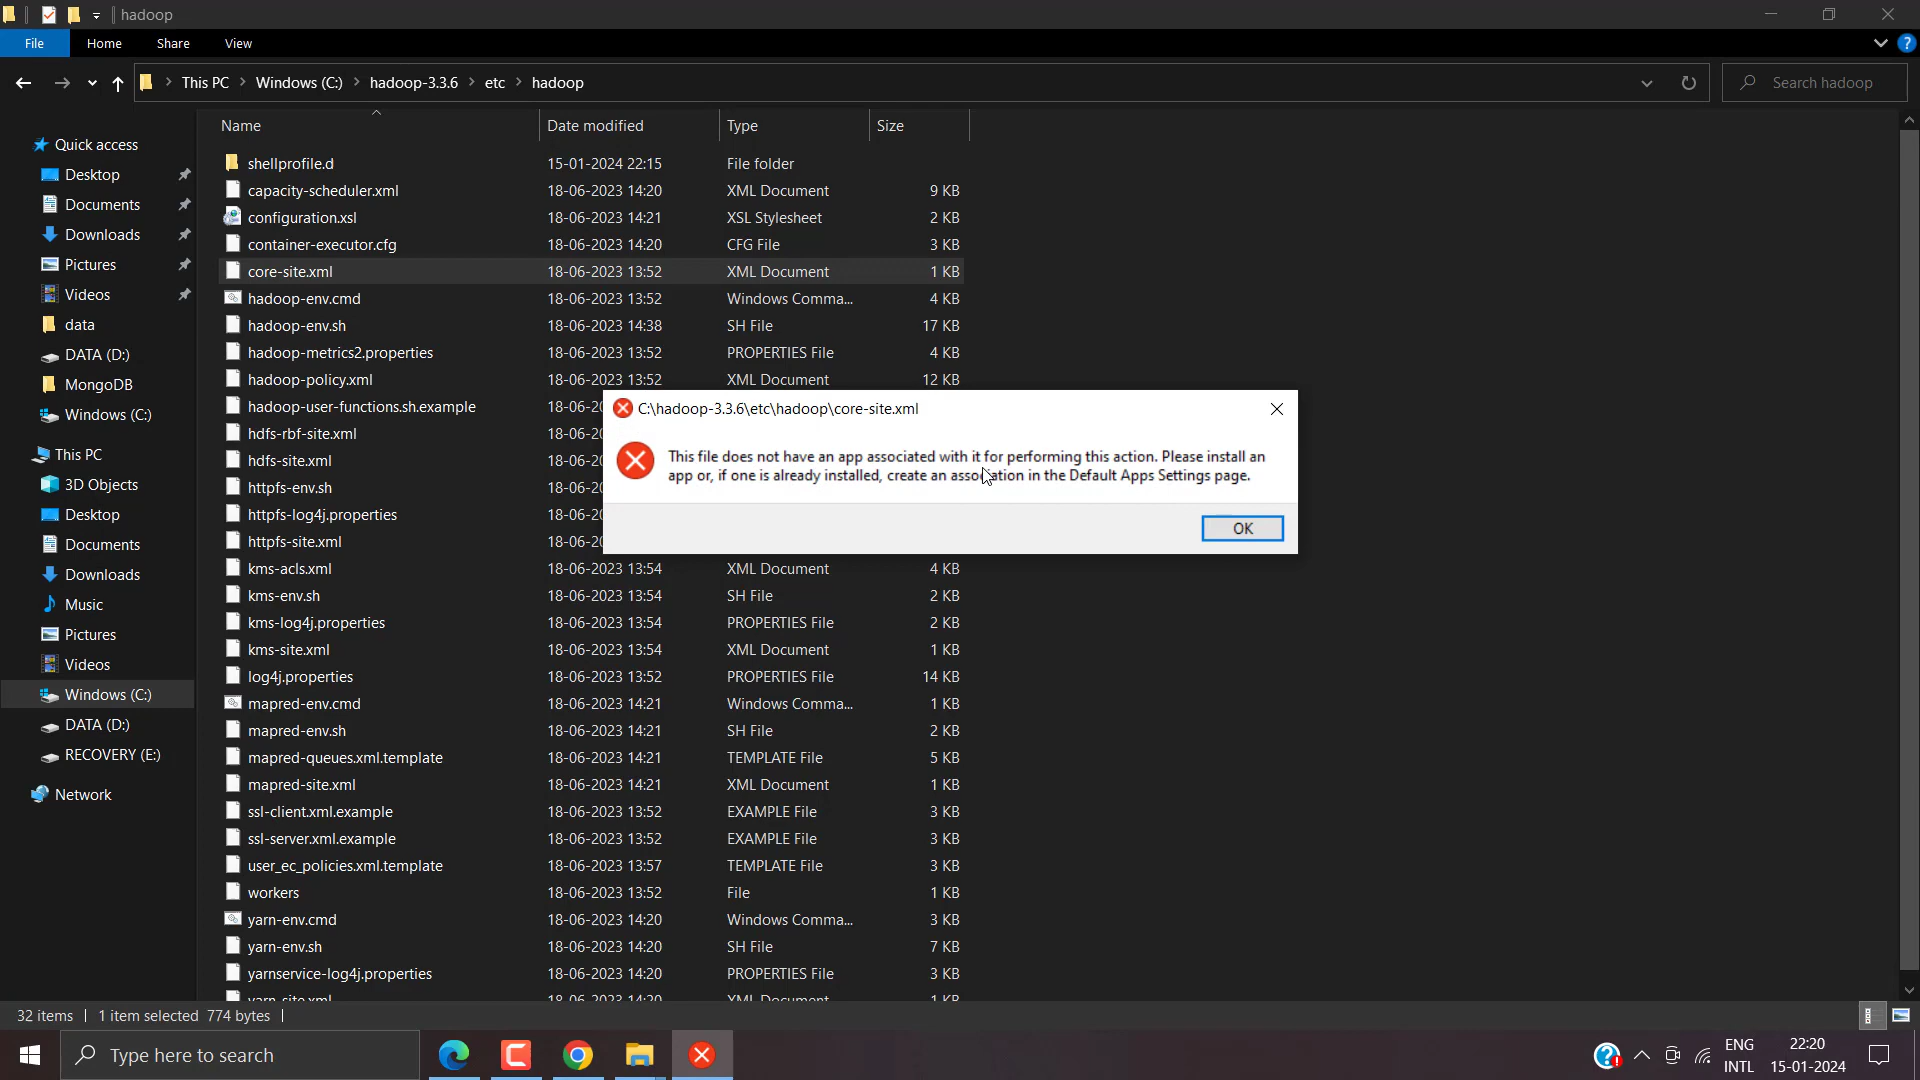 hadoop
File Home Share View
This PC Windows (C:) hadoop-3.3.6 etc hadoop
Search hadoop
Name Date modified Type Size
Quick access
Desktop
Documents
Downloads
Pictures
Videos
data
DATA (D:)
MongoDB
Windows (C:)
This PC
3D Objects
Desktop
Documents
Downloads
Music
Pictures
Videos
Windows (C:)
DATA (D:)
RECOVERY (E:)
Network
shellprofile.d 15-01-2024 22:15 File folder
capacity-scheduler.xml 18-06-2023 14:20 XML Document 9 KB
configuration.xsl 18-06-2023 14:21 XSL Stylesheet 2 KB
container-executor.cfg 18-06-2023 14:20 CFG File 3 KB
core-site.xml 18-06-2023 13:52 XML Document 1 KB
hadoop-env.cmd 18-06-2023 13:52 Windows Comma... 4 KB
hadoop-env.sh 18-06-2023 14:38 SH File 17 KB
hadoop-metrics2.properties 18-06-2023 13:52 PROPERTIES File 4 KB
hadoop-policy.xml 18-06-2023 13:52 XML Document 12 KB
hadoop-user-functions.sh.example
hdfs-rbf-site.xml
hdfs-site.xml
httpfs-env.sh
httpfs-log4j.properties
httpfs-site.xml
kms-acls.xml 18-06-2023 13:54 XML Document 4 KB
kms-env.sh 18-06-2023 13:54 SH File 2 KB
kms-log4j.properties 18-06-2023 13:54 PROPERTIES File 2 KB
kms-site.xml 18-06-2023 13:54 XML Document 1 KB
log4j.properties 18-06-2023 13:52 PROPERTIES File 14 KB
mapred-env.cmd 18-06-2023 14:21 Windows Comma... 1 KB
mapred-env.sh 18-06-2023 14:21 SH File 2 KB
mapred-queues.xml.template 18-06-2023 14:21 TEMPLATE File 5 KB
mapred-site.xml 18-06-2023 14:21 XML Document 1 KB
ssl-client.xml.example 18-06-2023 13:52 EXAMPLE File 3 KB
ssl-server.xml.example 18-06-2023 13:52 EXAMPLE File 3 KB
user_ec_policies.xml.template 18-06-2023 13:57 TEMPLATE File 3 KB
workers 18-06-2023 13:52 File 1 KB
yarn-env.cmd 18-06-2023 14:20 Windows Comma... 3 KB
yarn-env.sh 18-06-2023 14:20 SH File 7 KB
yarnservice-log4j.properties 18-06-2023 14:20 PROPERTIES File 3 KB
yarn-site.xml 18-06-2023 14:20 XML Document 1 KB
C:\hadoop-3.3.6\etc\hadoop\core-site.xml
This file does not have an app associated with it for performing this action. Please install an
app or, if one is already installed, create an association in the Default Apps Settings page.
OK
32 items 1 item selected 774 bytes
Type here to search
ENG
INTL
22:20
15-01-2024